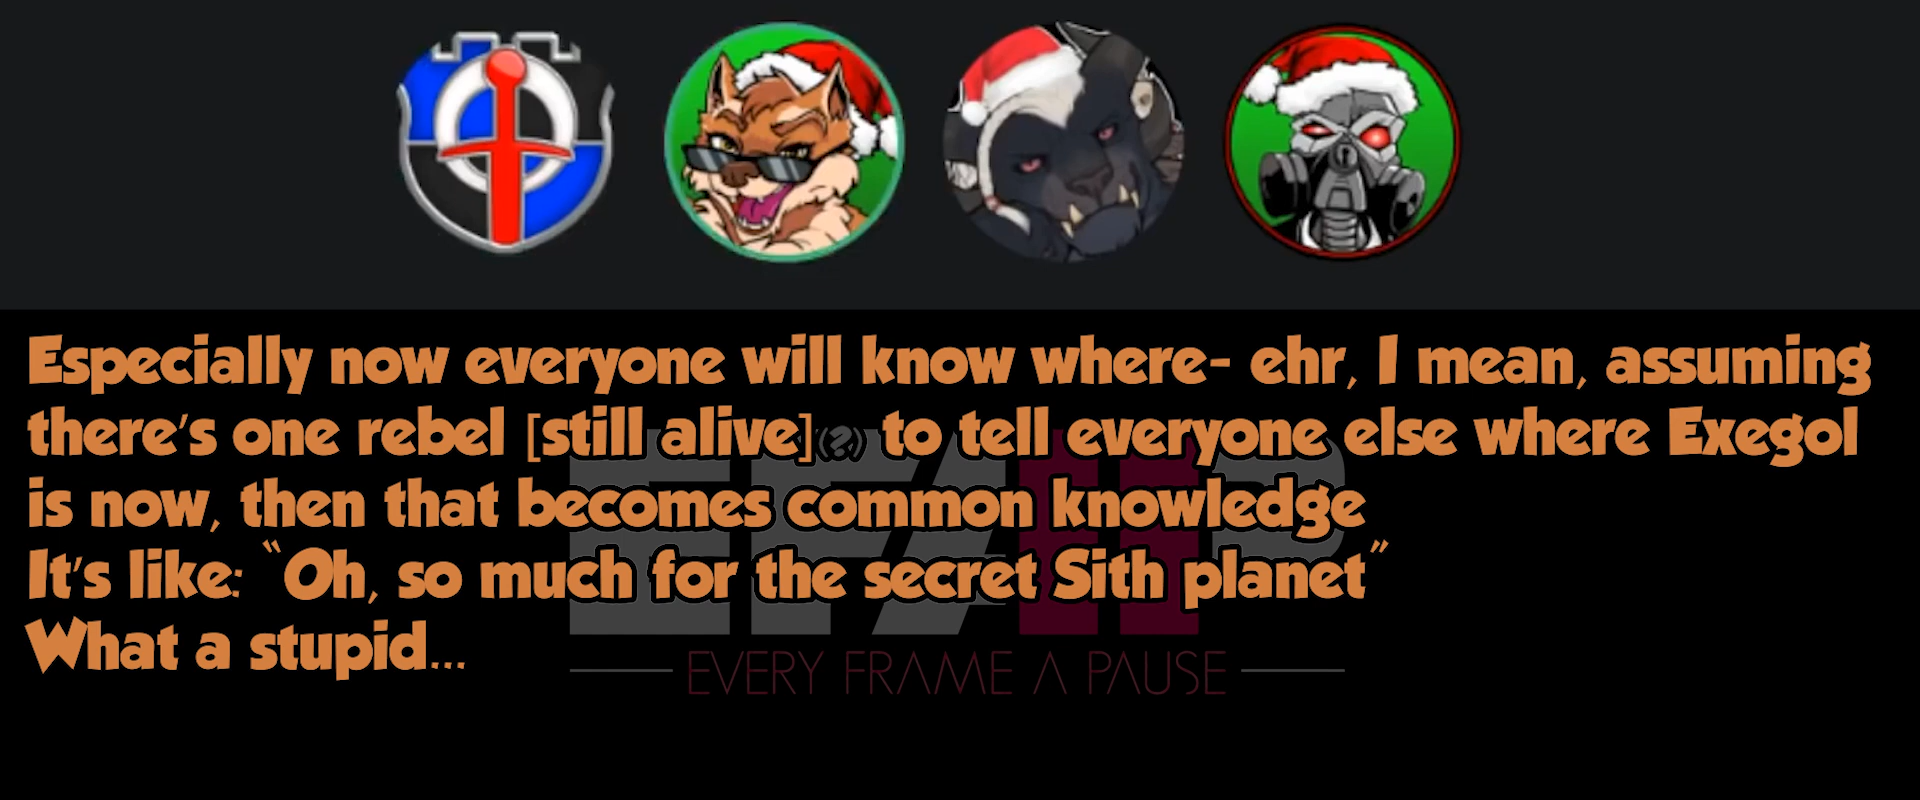 Especially now everyone will know where- ehr, I mean, assuming
there's one rebel [still alive](?) to tell everyone else where Exegol
is now, then that becomes common knowledge
It's like: "Oh, so much for the secret Sith planet"
What a stupid...
EFAP
EVERY FRAME A PAUSE